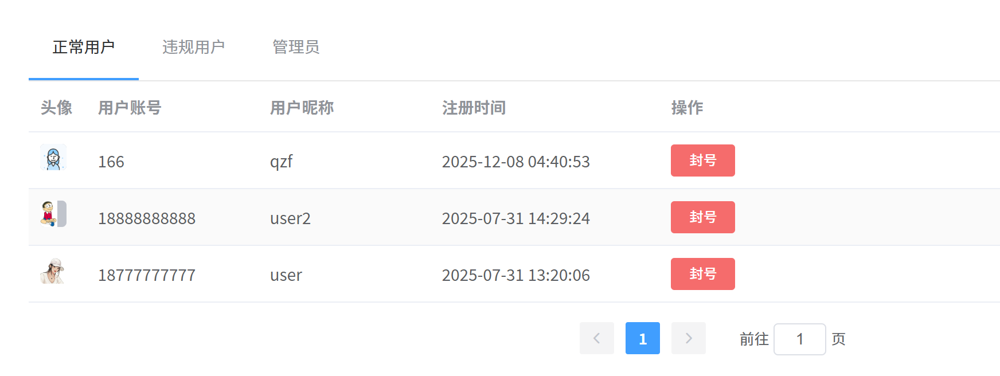 正常用户 违规用户 管理员
头像 用户账号 用户昵称 注册时间 操作
166 qzf 2025-12-08 04:40:53 封号
18888888888 user2 2025-07-31 14:29:24 封号
18777777777 user 2025-07-31 13:20:06 封号
1 前往 1 页